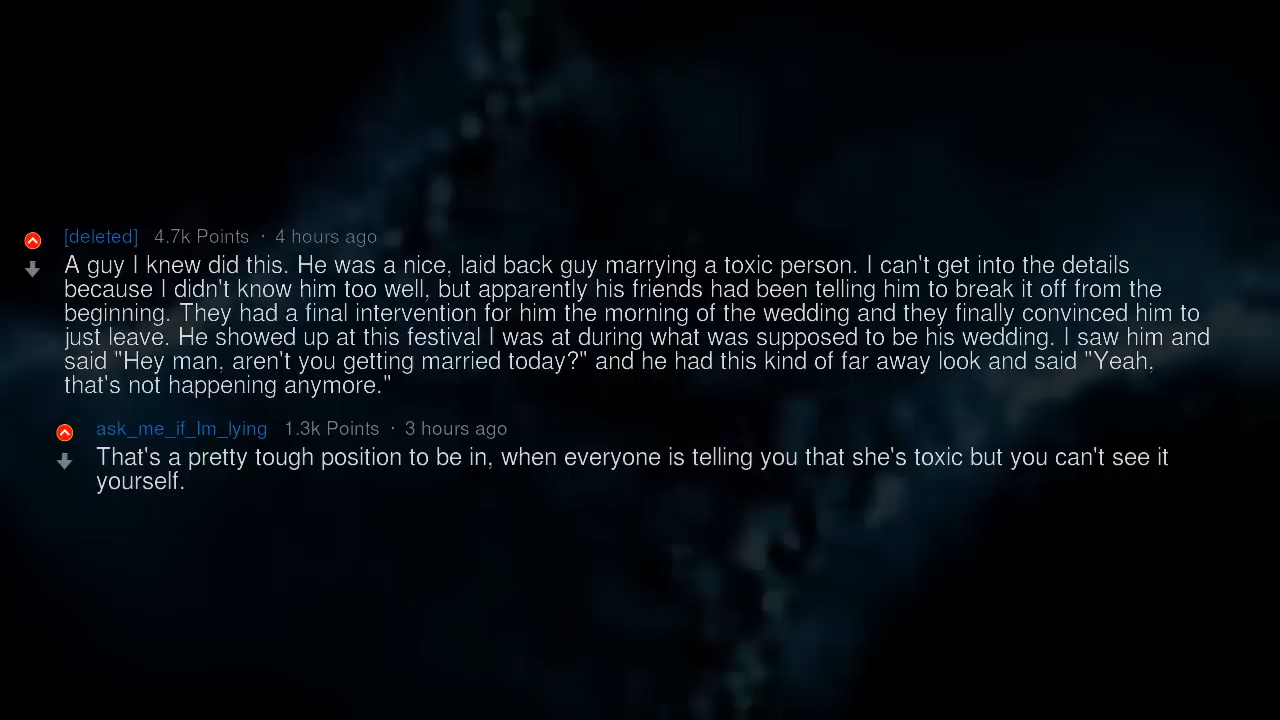 [deleted] 4.7k Points · 4 hours ago
A guy I knew did this. He was a nice, laid back guy marrying a toxic person. I can't get into the details
because I didn't know him too well, but apparently his friends had been telling him to break it off from the
beginning. They had a final intervention for him the morning of the wedding and they finally convinced him to
just leave. He showed up at this festival I was at during what was supposed to be his wedding. I saw him and
said "Hey man, aren't you getting married today?" and he had this kind of far away look and said "Yeah,
that's not happening anymore."
ask_me_if_Im_lying 1.3k Points · 3 hours ago
That's a pretty tough position to be in, when everyone is telling you that she's toxic but you can't see it
yourself.